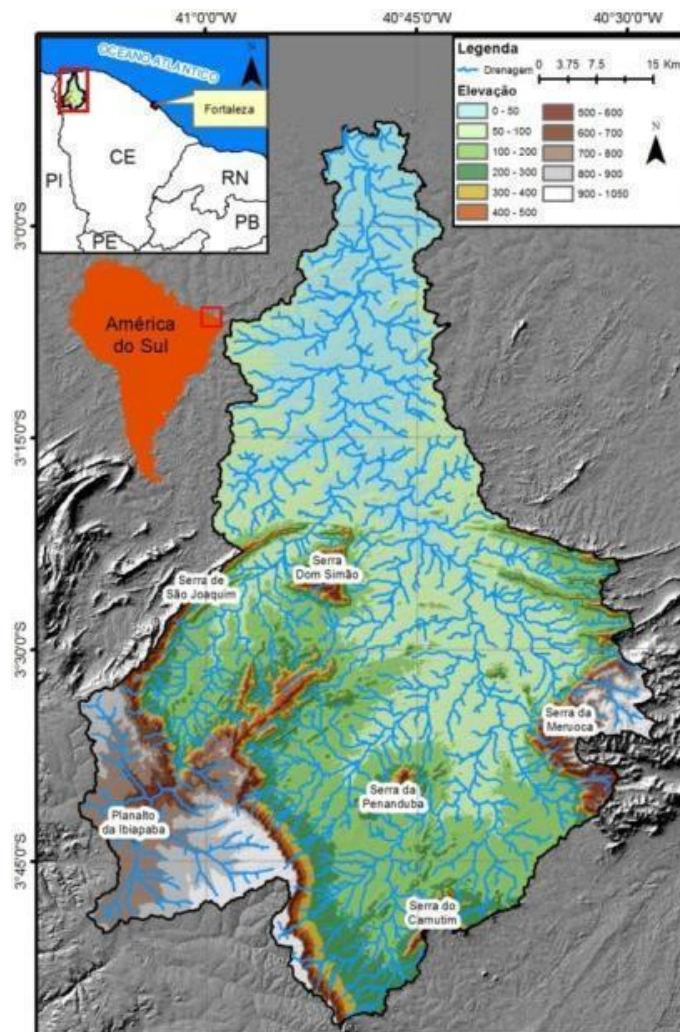 41°0'0"W
40°45'0"W
40°30'0"W
OCEANO ATLÂNTICO
N
Fortaleza
CE
PI
RN
PB
PE
Legenda
Drenagem
0 3.75 7.5 15 Km
Elevação
0 - 50
50 - 100
100 - 200
200 - 300
300 - 400
400 - 500
500 - 600
600 - 700
700 - 800
800 - 900
900 - 1050
N
3°0'0"S
América
do Sul
3°15'0"S
Serra
Dom Simão
Serra de
São Joaquim
3°30'0"S
Serra da
Meruoca
Serra da
Penanduba
Planalto
da Ibiapaba
3°45'0"S
Serra do
Camutim